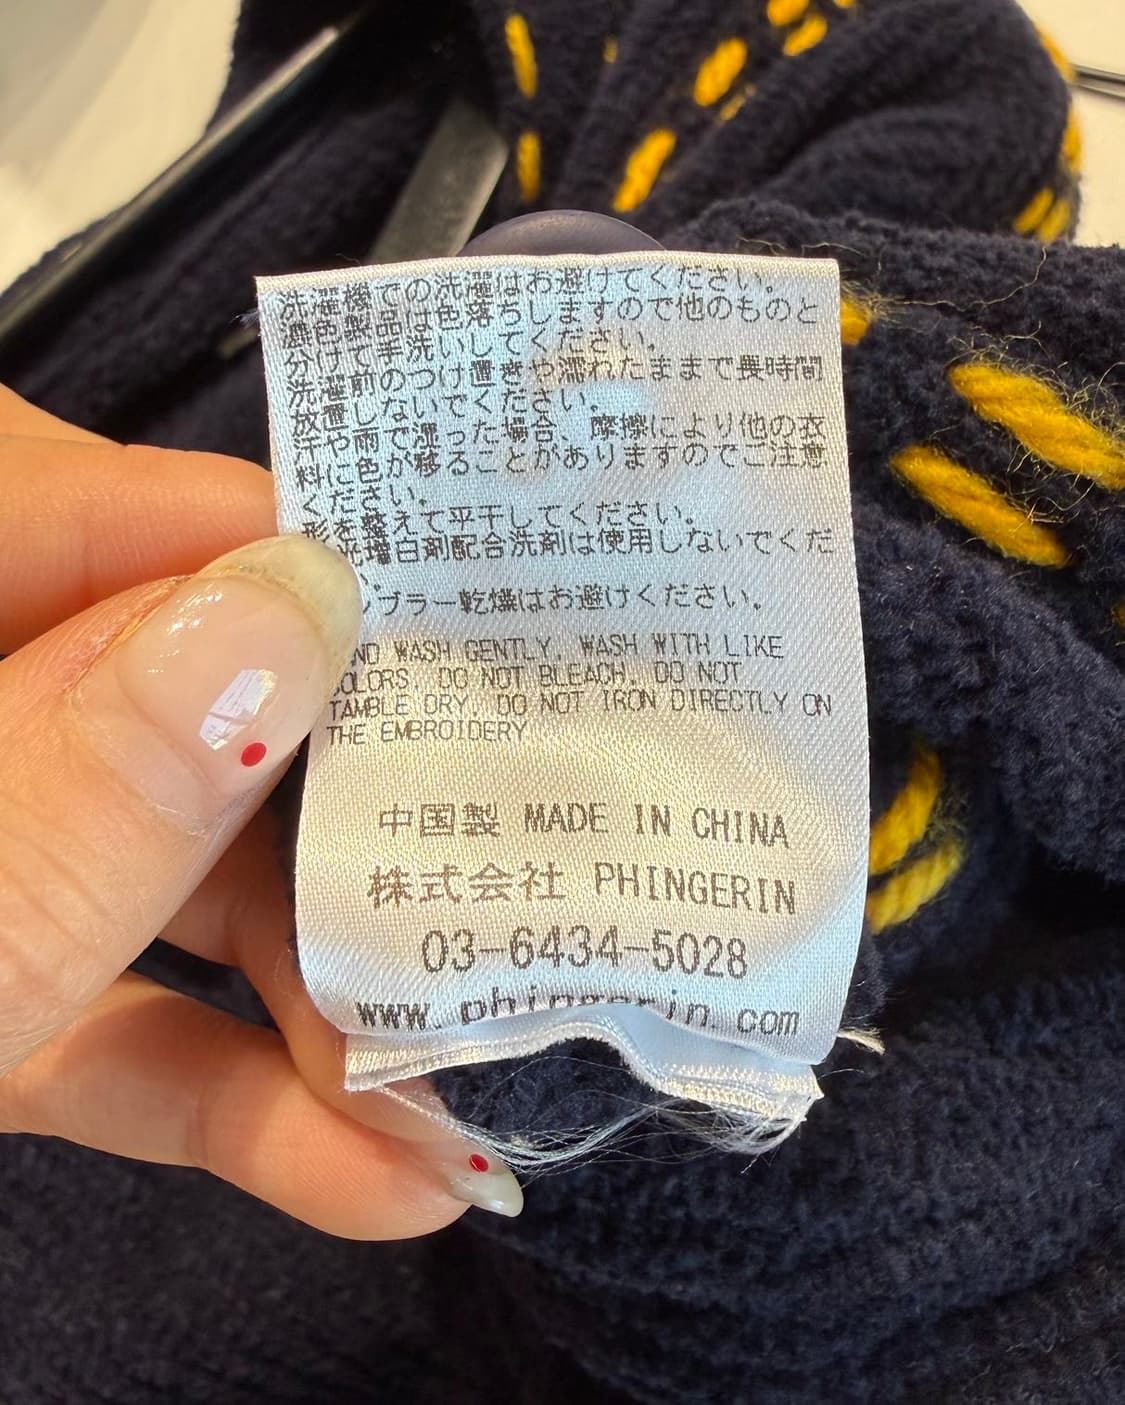 洗濯機での洗濯はお避けてください。
濃色製品は色落ちしますので他のものと
分けて手洗いしてください。
洗濯前のつけ置きや濡れたままで長時間
放置しないでください。
汗や雨で湿った場合、摩擦により他の衣
料に色が移ることがありますのでご注意
ください。
形を整えて平干してください。
光増白剤配合洗剤は使用しないでくだ
ンブラー乾燥はお避けください。
ND WASH GENTLY, WASH WITH LIKE
COLORS, DO NOT BLEACH, DO NOT
TAMBLE DRY, DO NOT IRON DIRECTLY ON
THE EMBROIDERY
中国製 MADE IN CHINA
株式会社 PHINGERIN
03-6434-5028
www.phingerin.com